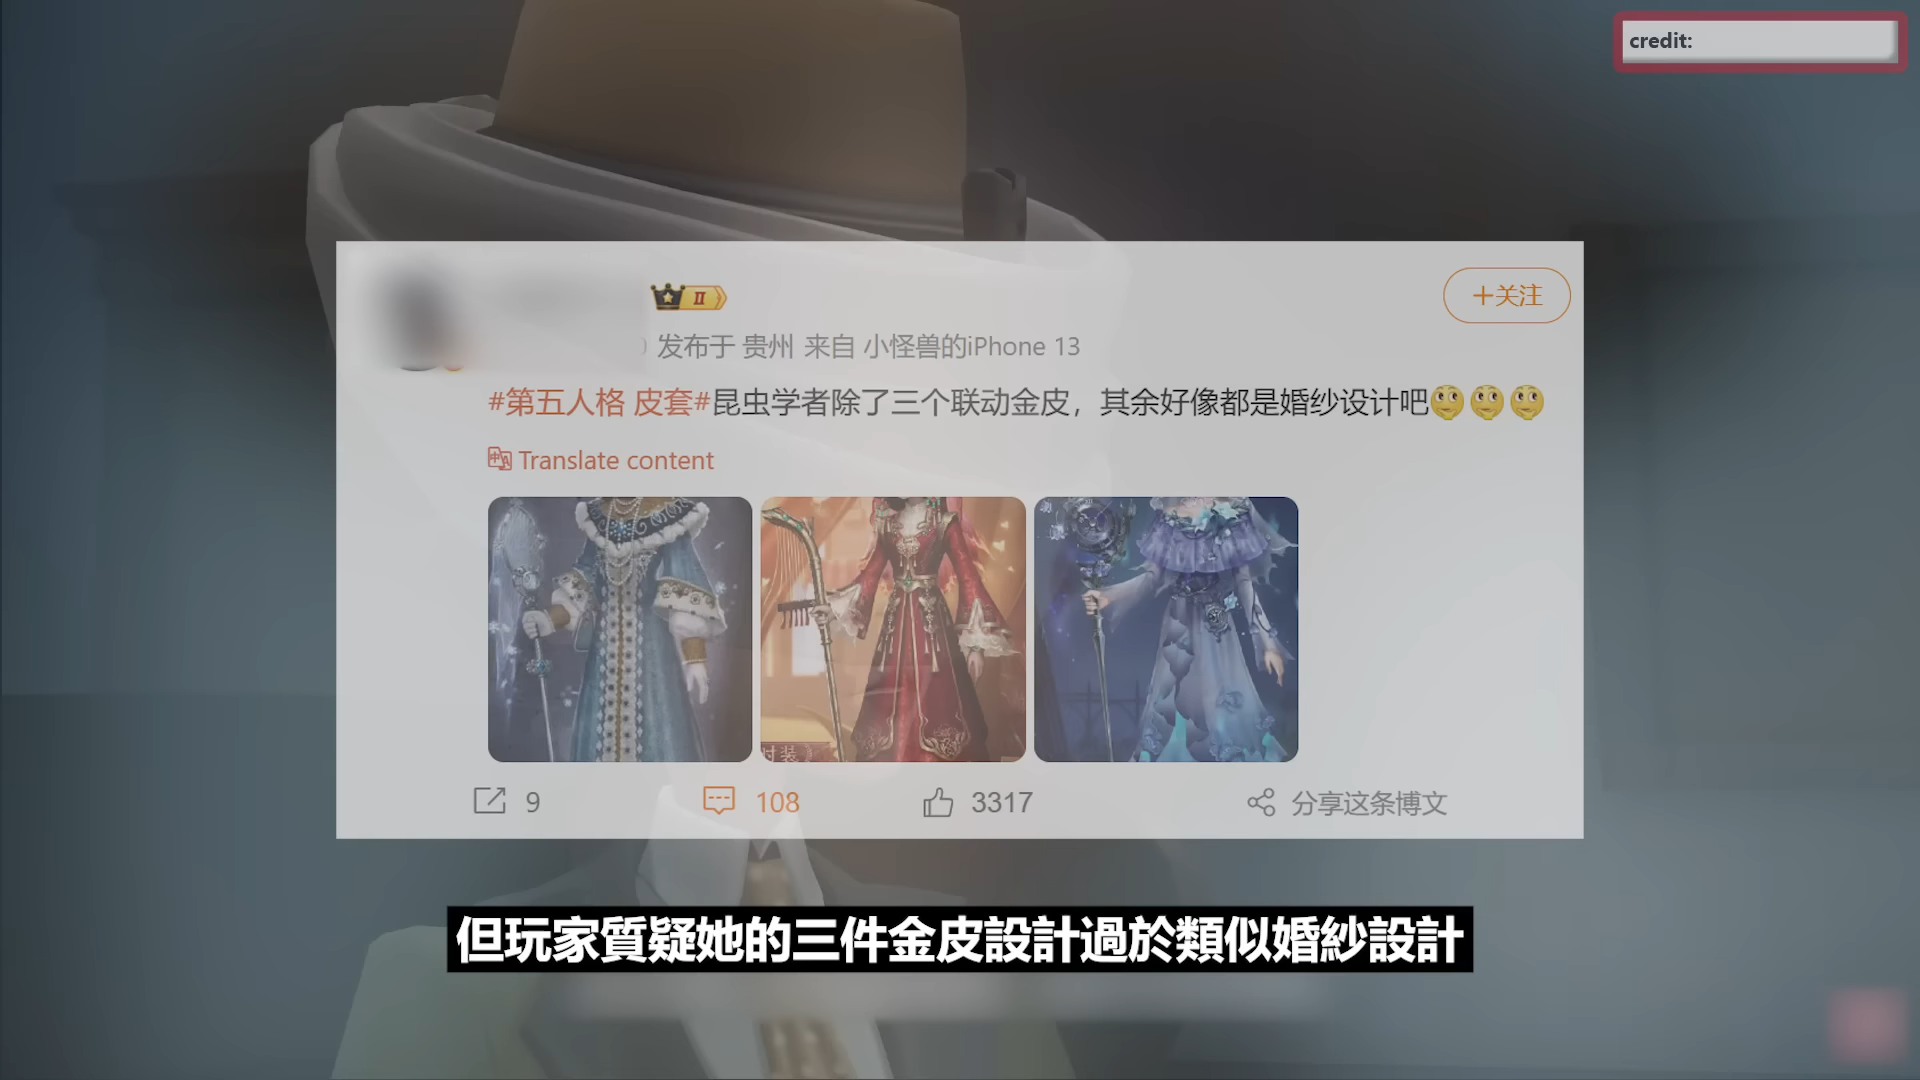 credit:
II
+关注
发布于 贵州 来自 小怪兽的iPhone 13
#第五人格 皮套#昆虫学者除了三个联动金皮，其余好像都是婚纱设计吧
Translate content
时装
9
108
3317
分享这条博文
但玩家質疑她的三件金皮設計過於類似婚紗設計